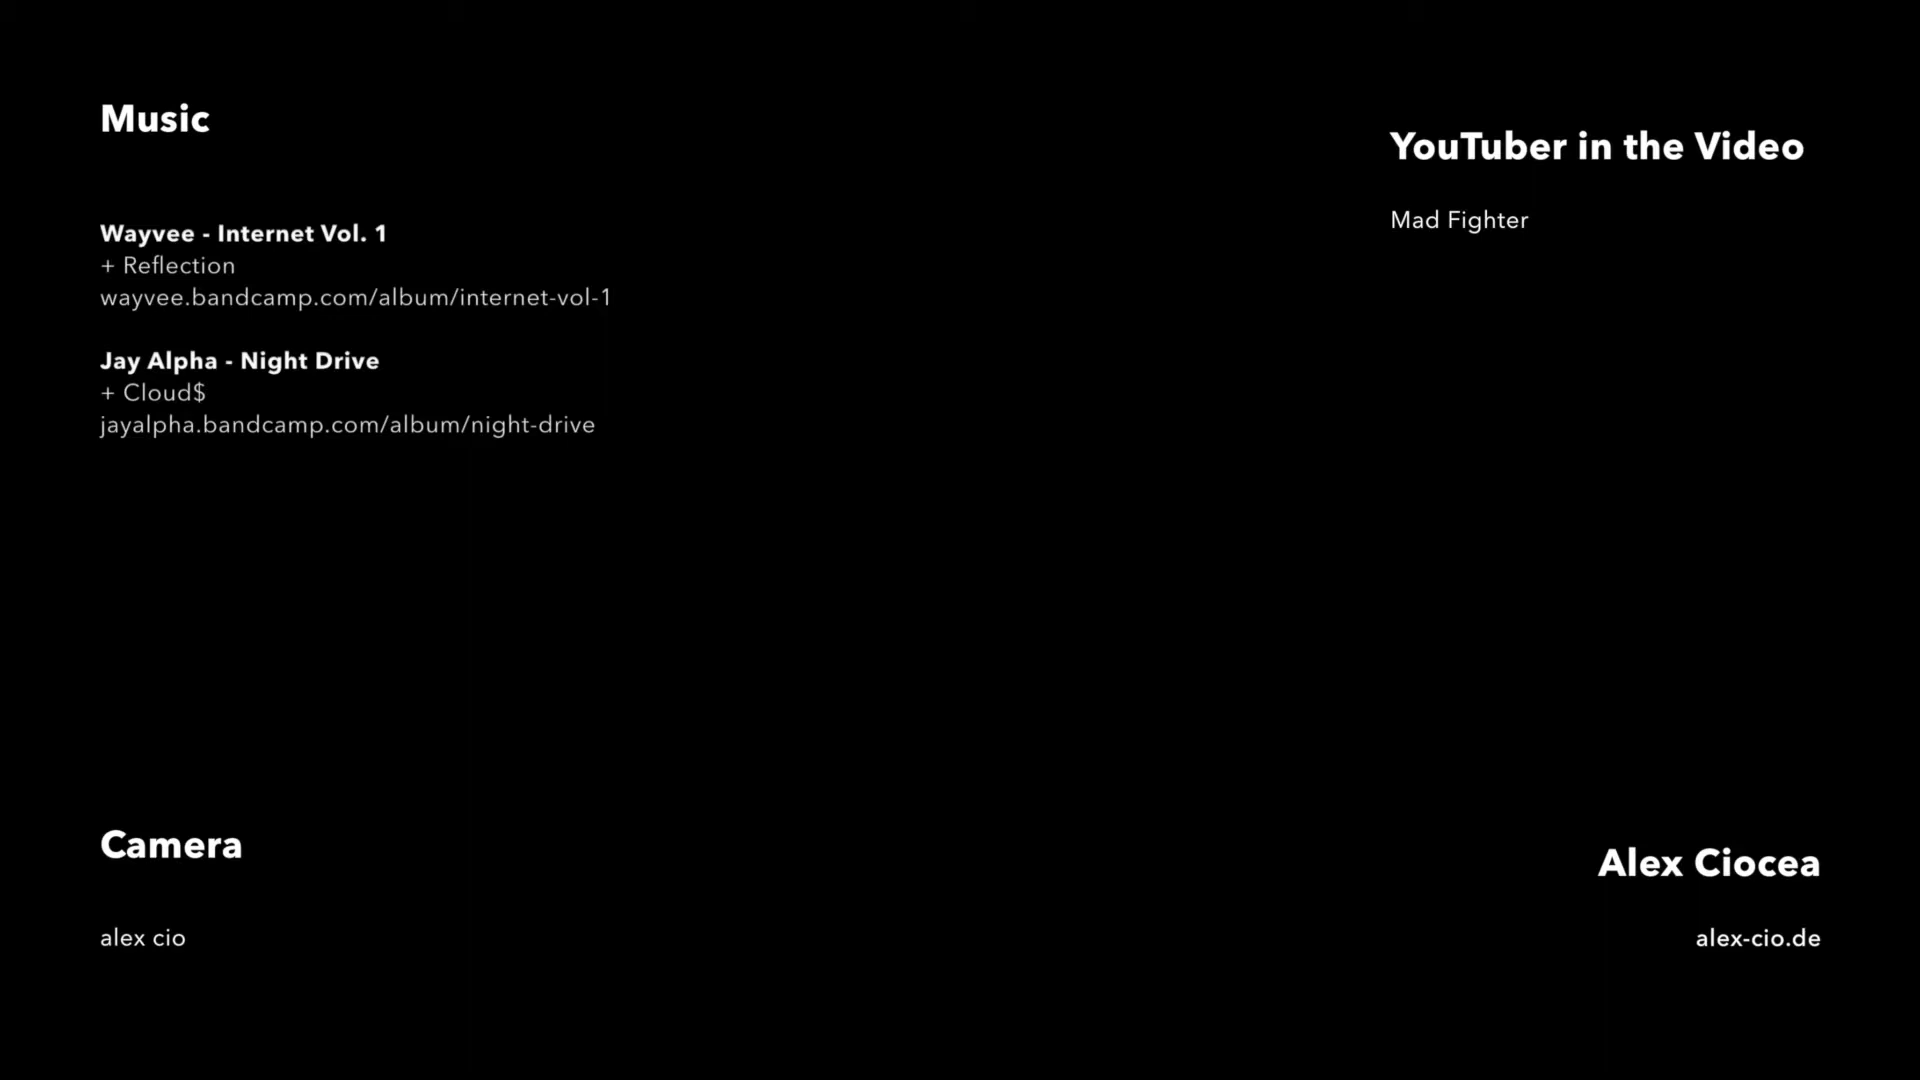 Music
Wayvee - Internet Vol. 1
+ Reflection
wayvee.bandcamp.com/album/internet-vol-1
Jay Alpha - Night Drive
+ Cloud$
jayalpha.bandcamp.com/album/night-drive
YouTuber in the Video
Mad Fighter
Camera
alex cio
Alex Ciocea
alex-cio.de